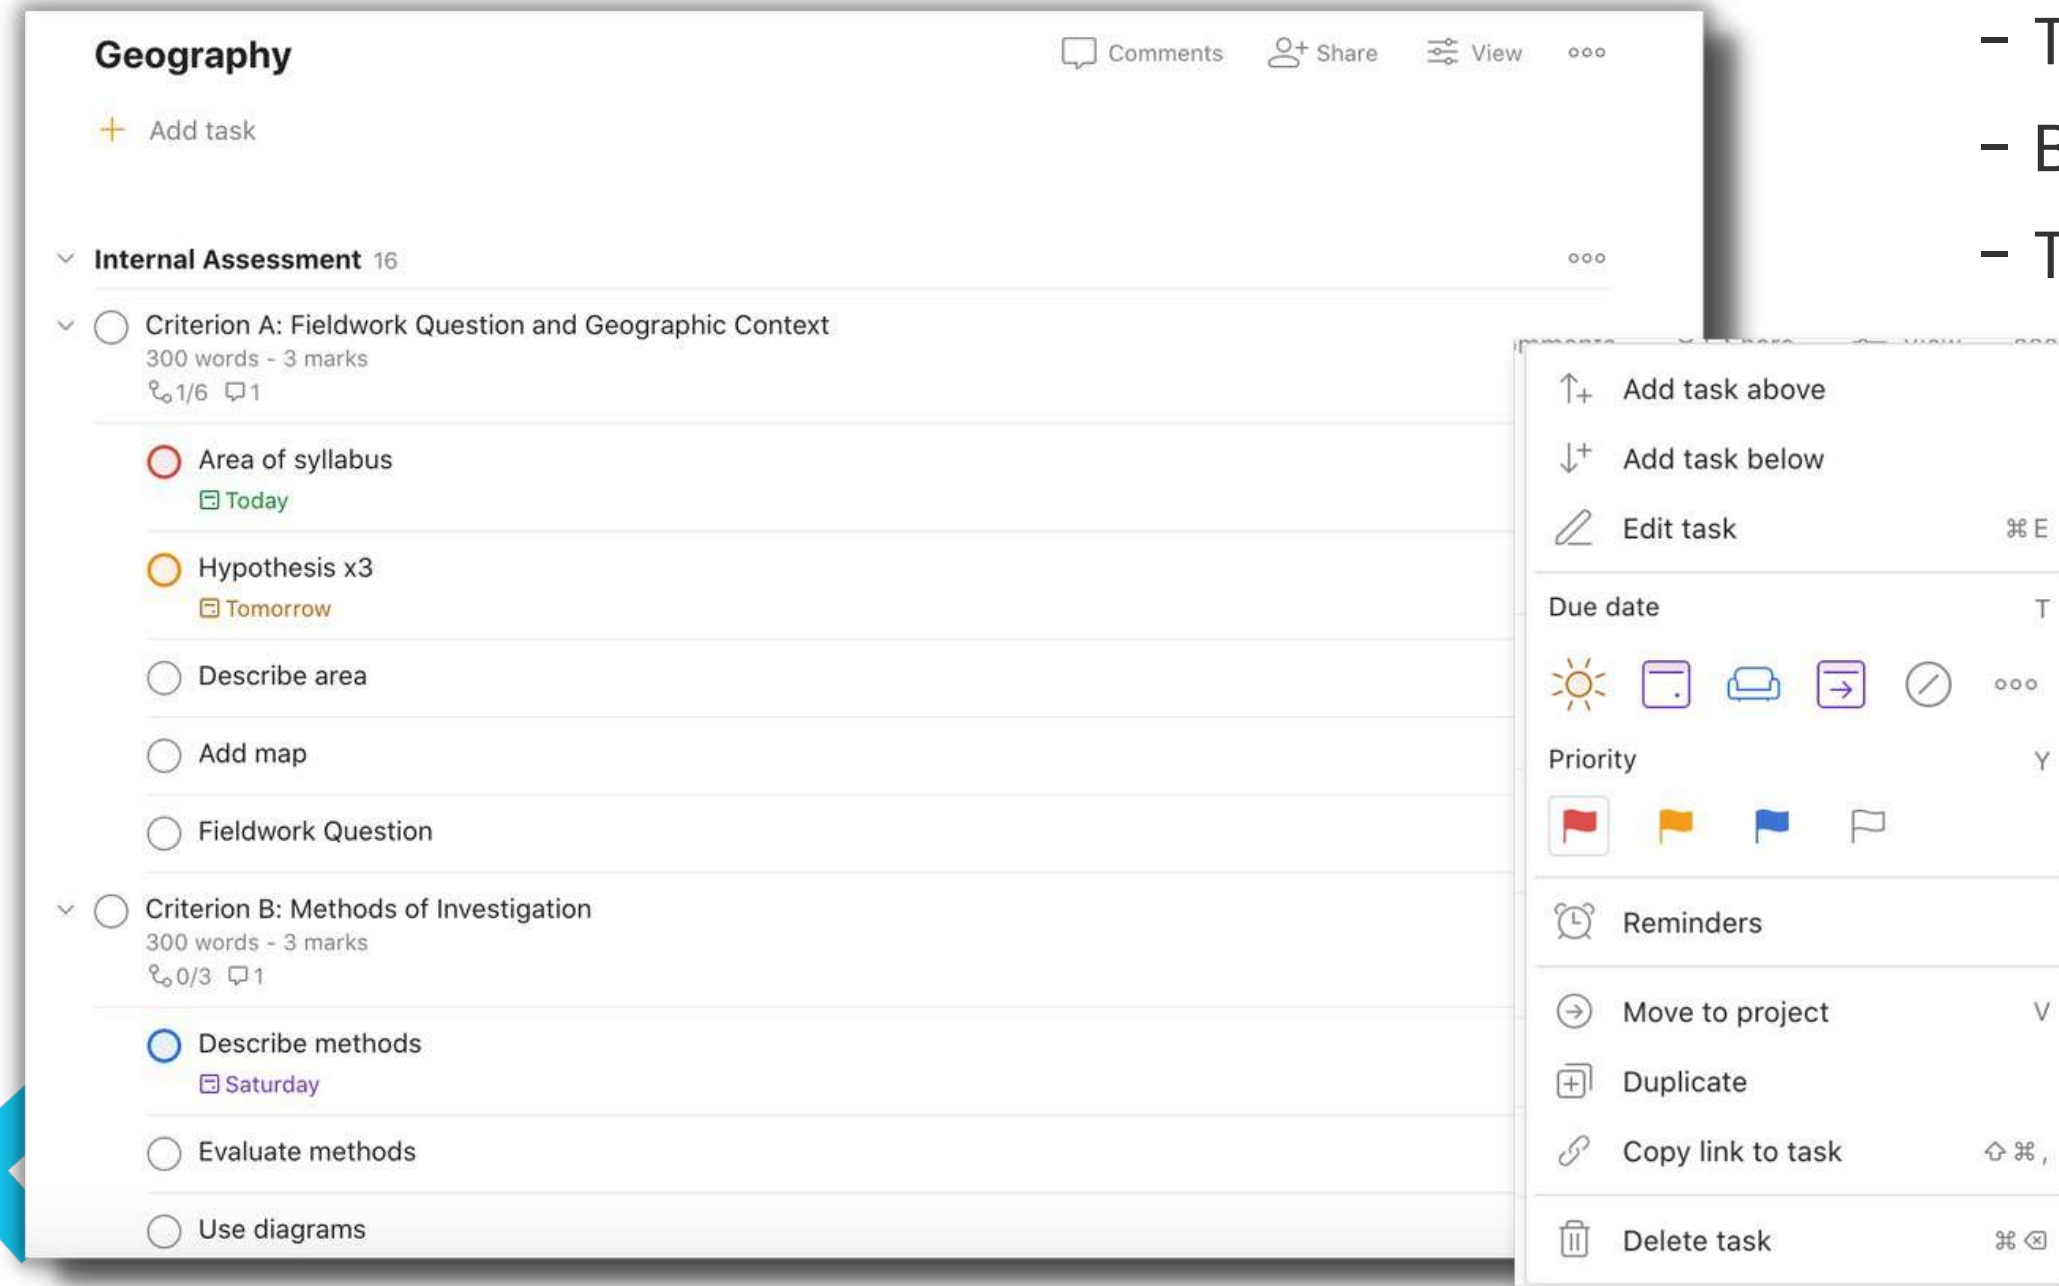 Geography
Comments
Share
View
Add task
Internal Assessment 16
Criterion A: Fieldwork Question and Geographic Context
300 words - 3 marks
1/6 1
Area of syllabus
Today
Hypothesis x3
Tomorrow
Describe area
Add map
Fieldwork Question
Criterion B: Methods of Investigation
300 words - 3 marks
0/3 1
Describe methods
Saturday
Evaluate methods
Use diagrams
- T
- B
- T
Add task above
Add task below
Edit task ⌘ E
Due date T
Priority Y
Reminders
Move to project V
Duplicate
Copy link to task ⇧ ⌘ ,
Delete task ⌘ ⌫